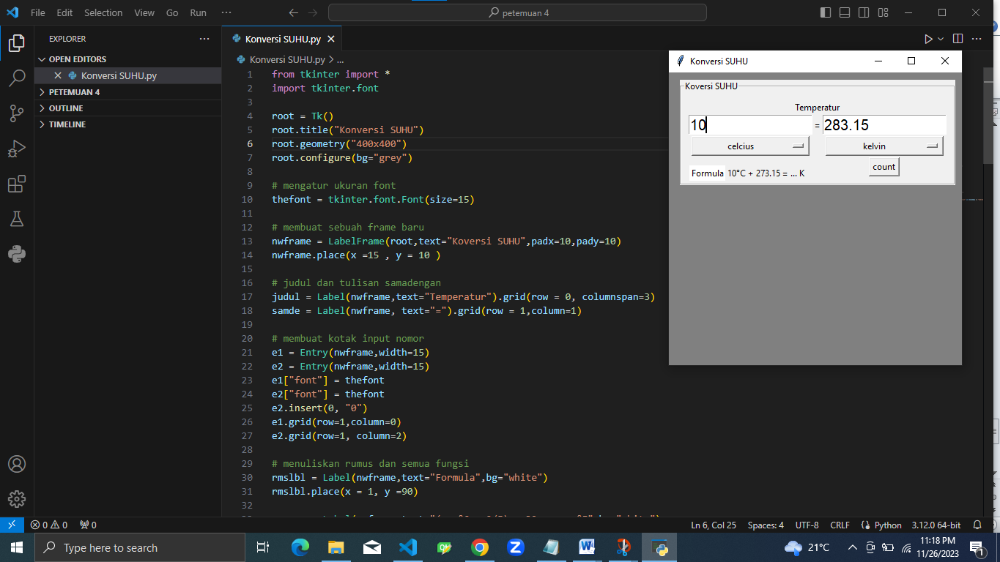 File Edit Selection View Go Run ··· petemuan 4
EXPLORER ···
OPEN EDITORS
Konversi SUHU.py
PETEMUAN 4
OUTLINE
TIMELINE
Konversi SUHU.py
Konversi SUHU.py > ...
1 from tkinter import *
2 import tkinter.font
3
4 root = Tk()
5 root.title("Konversi SUHU")
6 root.geometry("400x400")
7 root.configure(bg="grey")
8
9 # mengatur ukuran font
10 thefont = tkinter.font.Font(size=15)
11
12 # membuat sebuah frame baru
13 nwframe = LabelFrame(root,text="Koversi SUHU",padx=10,pady=10)
14 nwframe.place(x =15 , y = 10 )
15
16 # judul dan tulisan samadengan
17 judul = Label(nwframe,text="Temperatur").grid(row = 0, columnspan=3)
18 samde = Label(nwframe, text="=").grid(row = 1,column=1)
19
20 # membuat kotak input nomor
21 e1 = Entry(nwframe,width=15)
22 e2 = Entry(nwframe,width=15)
23 e1["font"] = thefont
24 e2["font"] = thefont
25 e2.insert(0, "0")
26 e1.grid(row=1,column=0)
27 e2.grid(row=1, column=2)
28
29 # menuliskan rumus dan semua fungsi
30 rmslbl = Label(nwframe,text="Formula",bg="white")
31 rmslbl.place(x = 1, y =90)
32
Konversi SUHU
Koversi SUHU
Temperatur
10 = 283.15
celcius kelvin
count
Formula 10°C + 273.15 = ... K
0 0 0 Ln 6, Col 25 Spaces: 4 UTF-8 CRLF Python 3.12.0 64-bit
Type here to search
21°C
11:18 PM
11/26/2023
1